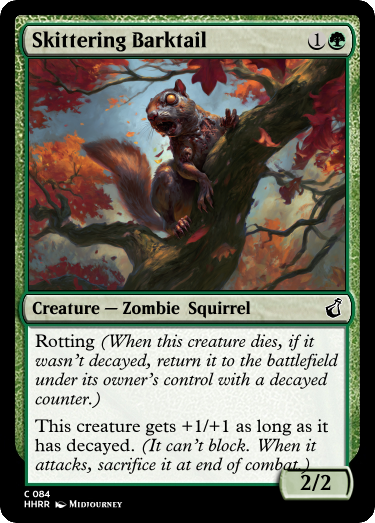 Skittering Barktail 1
Creature — Zombie Squirrel
Rotting (When this creature dies, if it
wasn't decayed, return it to the battlefield
under its owner's control with a decayed
counter.)
This creature gets +1/+1 as long as it
has decayed. (It can't block. When it
attacks, sacrifice it at end of combat.)
2/2
C 084
HHRR MIDJOURNEY